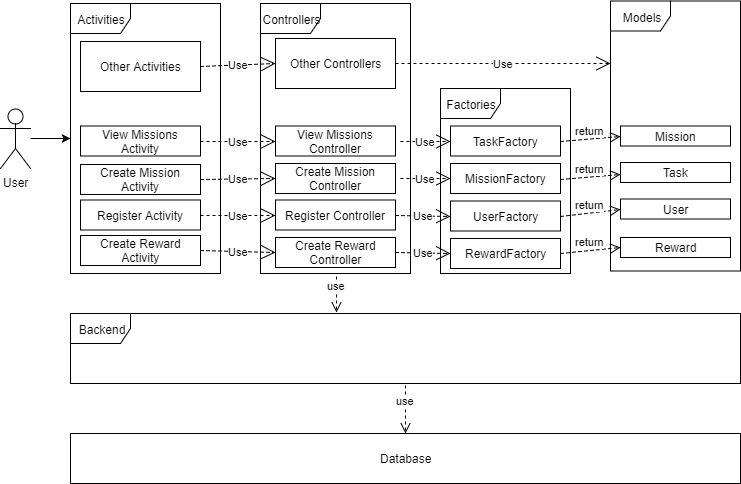 Activities
Controllers
Models
Other Activities
Use
Other Controllers
Use
Factories
User
View Missions
Activity
Use
View Missions
Controller
Use
TaskFactory
return
Mission
Create Mission
Activity
Use
Create Mission
Controller
Use
MissionFactory
return
Task
Register Activity
Use
Register Controller
Use
UserFactory
return
User
Create Reward
Activity
Use
Create Reward
Controller
Use
RewardFactory
return
Reward
use
Backend
use
Database